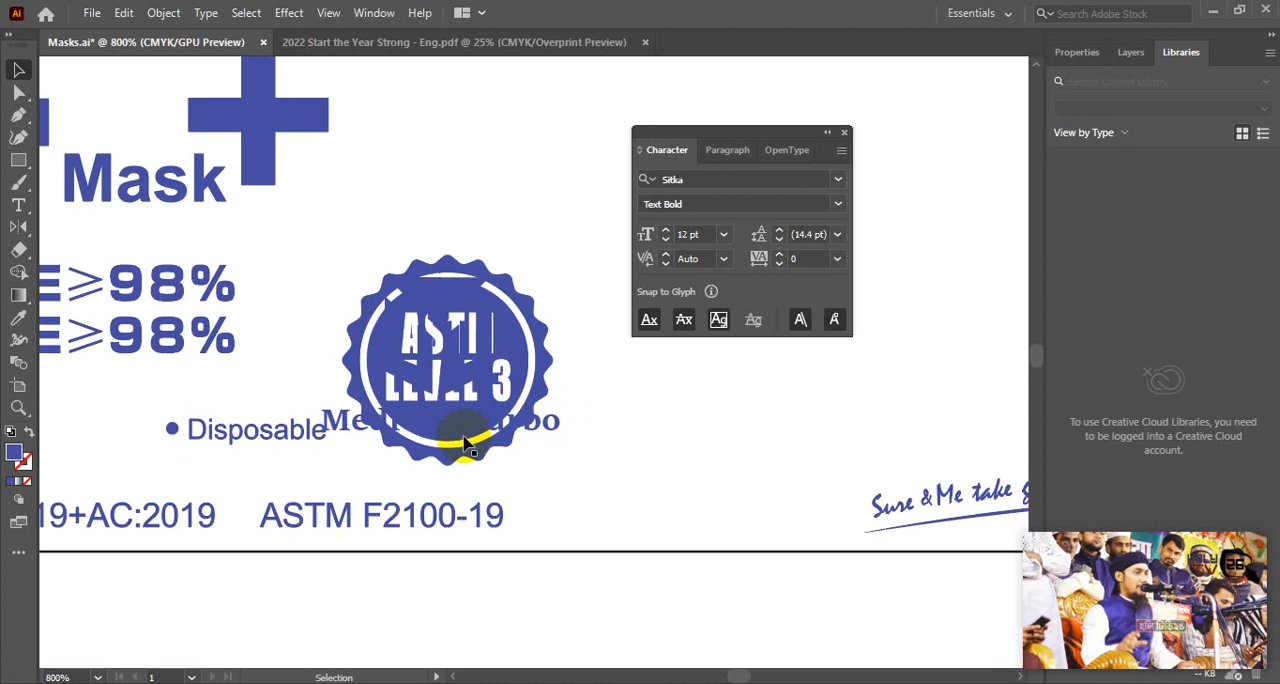 Ai File Edit Object Type Select Effect View Window Help
Essentials
Search Adobe Stock
Masks.ai* @ 800% (CMYK/GPU Preview)
2022 Start the Year Strong - Eng.pdf @ 25% (CMYK/Overprint Preview)
Properties Layers Libraries
Search Current Library
View by Type
Character Paragraph OpenType
Sitka
Text Bold
12 pt (14.4 pt)
Auto 0
Snap to Glyph
Mask
≥98%
≥98%
LEVEL 3
Disposable
19+AC:2019 ASTM F2100-19
Sure & Me take
To use Creative Cloud Libraries, you
need to be logged into a Creative Cloud
account.
800% 1 Selection
-- KB